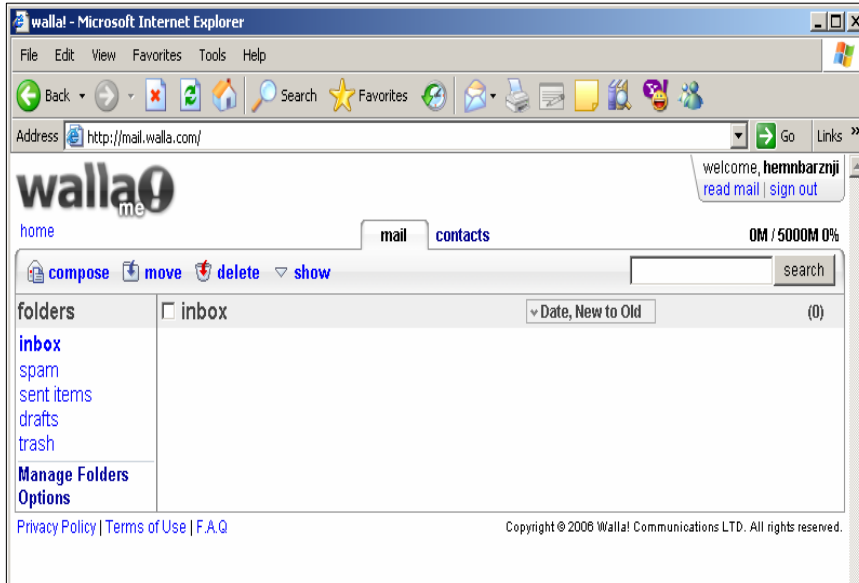 walla! - Microsoft Internet Explorer
File Edit View Favorites Tools Help
Back Search Favorites
Address http://mail.walla.com/ Go Links »
welcome, hemnbarznji
read mail | sign out
walla!
me
home
mail contacts 0M / 5000M 0%
compose move delete show search
folders inbox Date, New to Old (0)
inbox
spam
sent items
drafts
trash
Manage Folders
Options
Privacy Policy | Terms of Use | F.A.Q Copyright © 2006 Walla! Communications LTD. All rights reserved.